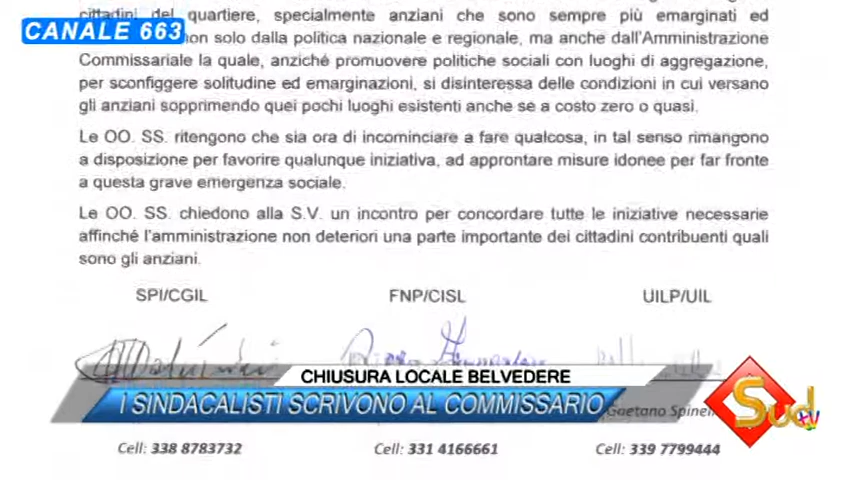 cittadini del quartiere, specialmente anziani che sono sempre più emarginati ed
CANALE 663
non solo dalla politica nazionale e regionale, ma anche dall'Amministrazione
Commissariale la quale, anziché promuovere politiche sociali con luoghi di aggregazione,
per sconfiggere solitudine ed emarginazioni, si disinteressa delle condizioni in cui versano
gli anziani sopprimendo quei pochi luoghi esistenti anche se a costo zero o quasi.
Le OO. SS. ritengono che sia ora di incominciare a fare qualcosa, in tal senso rimangono
a disposizione per favorire qualunque iniziativa, ad approntare misure idonee per far fronte
a questa grave emergenza sociale.
Le OO. SS. chiedono alla S.V. un incontro per concordare tutte le iniziative necessarie
affinché l'amministrazione non deteriori una parte importante dei cittadini contribuenti quali
sono gli anziani.
SPI/CGIL FNP/CISL UILP/UIL
CHIUSURA LOCALE BELVEDERE
I SINDACALISTI SCRIVONO AL COMMISSARIO
Gaetano
Sud tv
Cell: 338 8783732 Cell: 331 4166661 Cell: 339 7799444